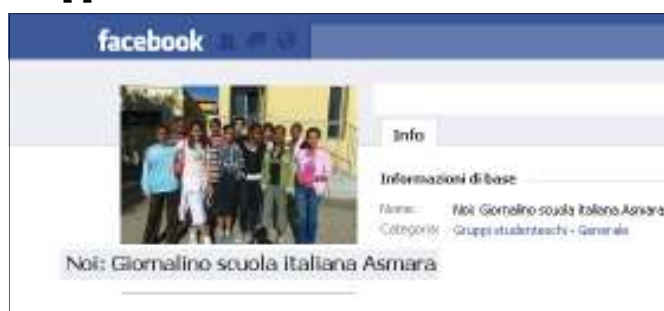 facebook
Info
Informazioni di base
Name: Noi: Giornalino scuola italiana Asmara
Categoria: Gruppi studenteschi - Generale
Noi: Giornalino scuola italiana Asmara